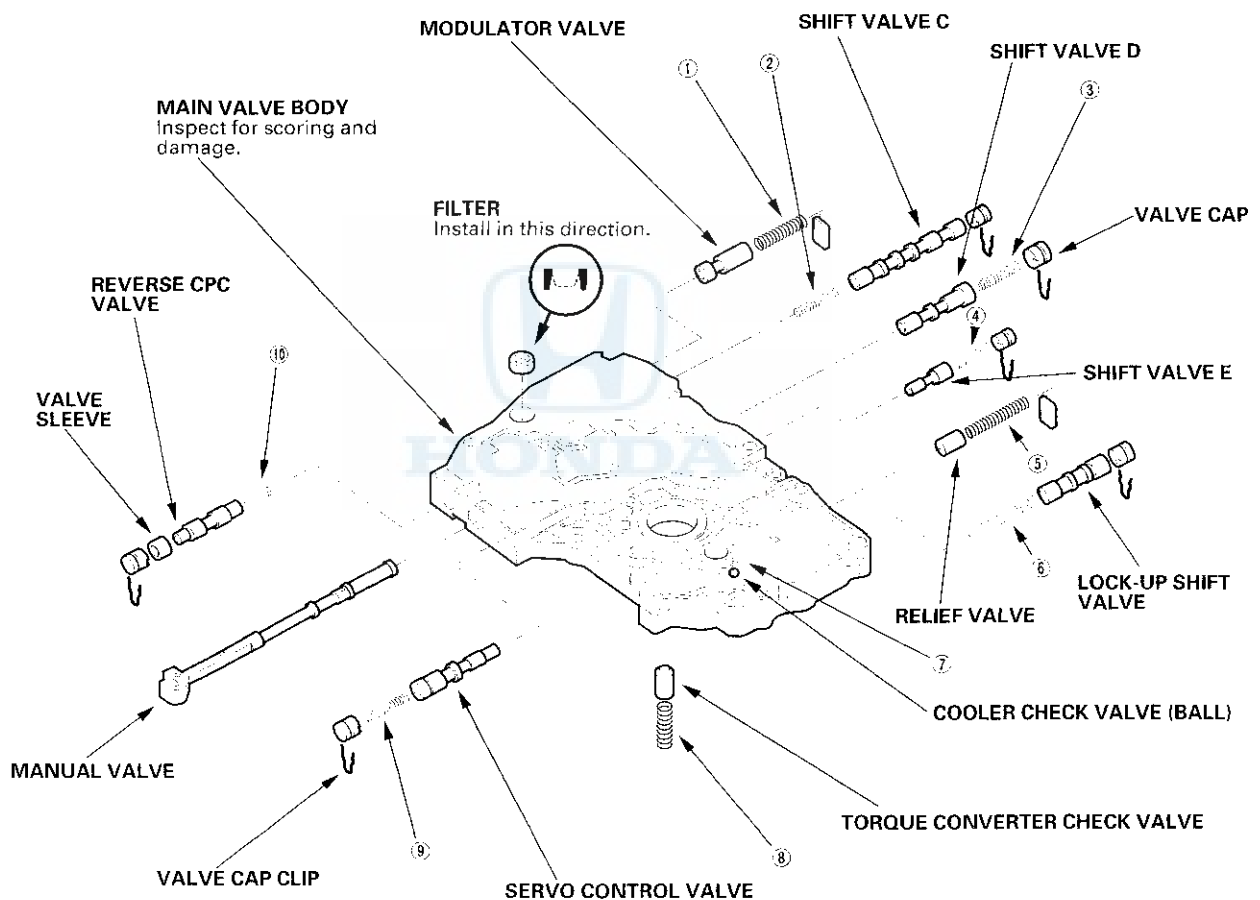 MODULATOR VALVE
SHIFT VALVE C
SHIFT VALVE D
①
②
③
MAIN VALVE BODY
Inspect for scoring and
damage.
FILTER
Install in this direction.
VALVE CAP
REVERSE CPC
VALVE
④
⑩
SHIFT VALVE E
VALVE
SLEEVE
HONDA
⑤
⑥
LOCK-UP SHIFT
VALVE
RELIEF VALVE
⑦
COOLER CHECK VALVE (BALL)
MANUAL VALVE
TORQUE CONVERTER CHECK VALVE
⑨
⑧
VALVE CAP CLIP
SERVO CONTROL VALVE